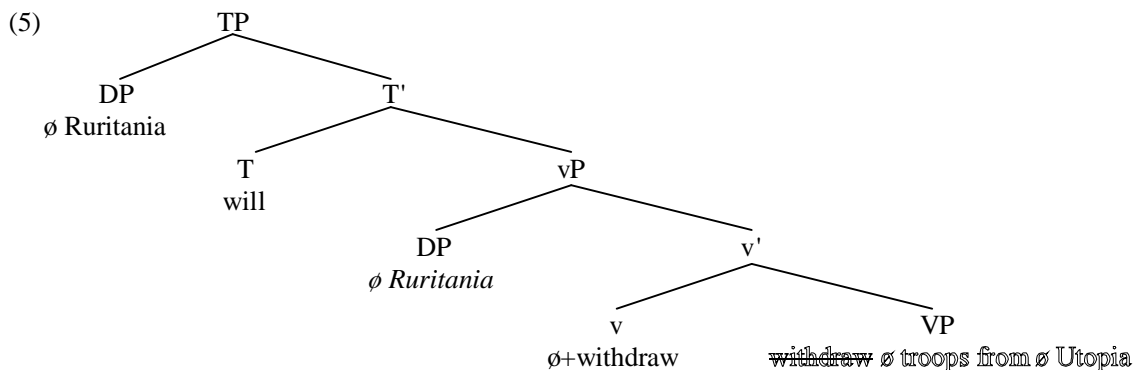 (5) TP
DP T'
ø Ruritania
T vP
will
DP v'
ø Ruritania
v VP
ø+withdraw withdraw ø troops from ø Utopia